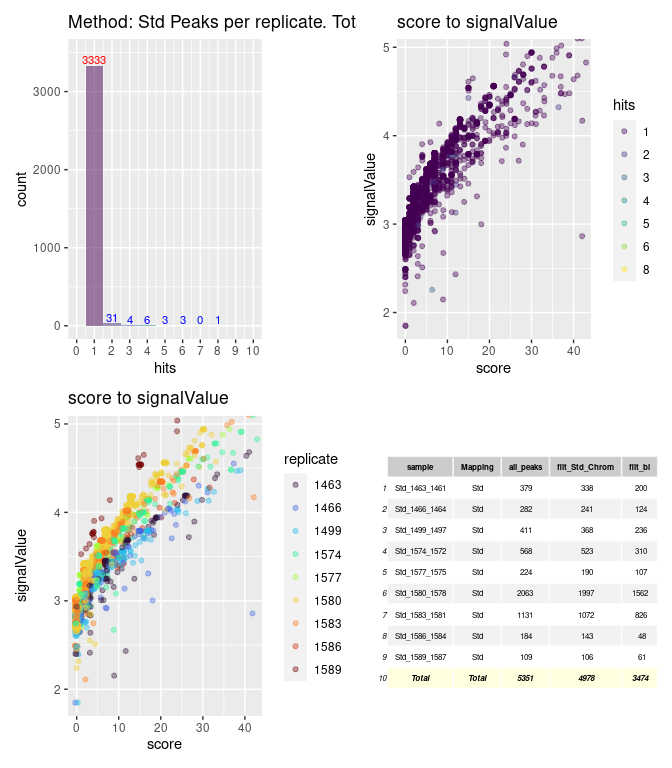 Method: Std Peaks per replicate. Tot
3333
31 4 6 3 3 0 1
3000
2000
1000
0
count
0 1 2 3 4 5 6 7 8 9 10
hits
score to signalValue
5
4
3
2
signalValue
0 10 20 30 40
score
hits
1
2
3
4
5
6
8
score to signalValue
5
4
3
2
signalValue
0 10 20 30 40
score
replicate
1463
1466
1499
1574
1577
1580
1583
1586
1589
sample Mapping all_peaks filt_Std_Chrom filt_bl
1 Std_1463_1461 Std 379 338 200
2 Std_1466_1464 Std 282 241 124
3 Std_1499_1497 Std 411 368 236
4 Std_1574_1572 Std 568 523 310
5 Std_1577_1575 Std 224 190 107
6 Std_1580_1578 Std 2063 1997 1562
7 Std_1583_1581 Std 1131 1072 826
8 Std_1586_1584 Std 184 143 48
9 Std_1589_1587 Std 109 106 61
10 Total Total 5351 4978 3474